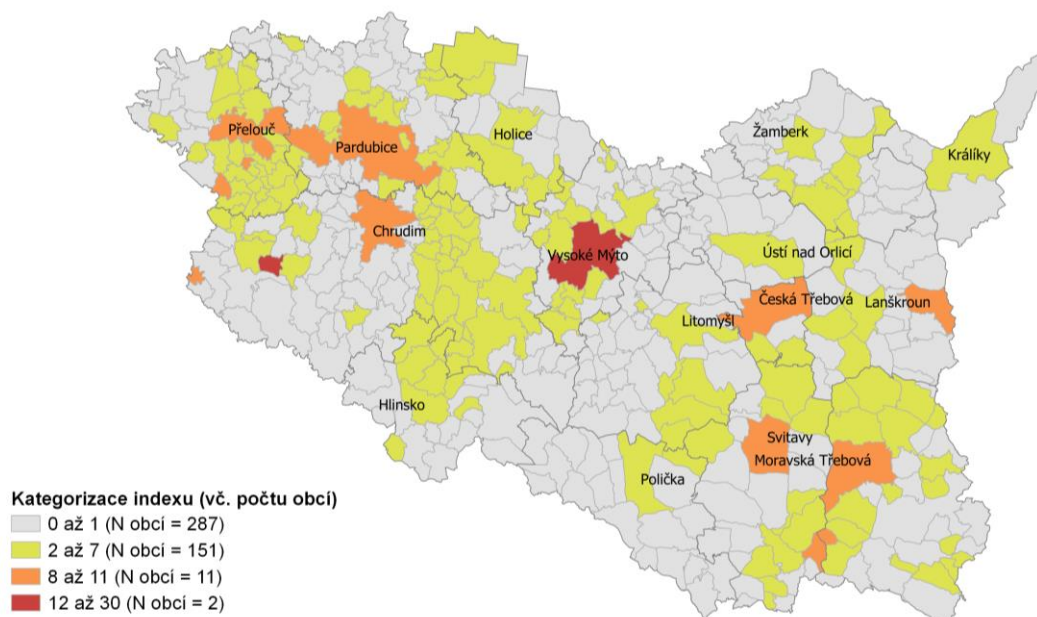 Žamberk
Holice
Přelouč
Pardubice
Králíky
Chrudim
Vysoké Mýto
Ústí nad Orlicí
Česká Třebová
Lanškroun
Litomyšl
Hlinsko
Svitavy
Moravská Třebová
Polička
Kategorizace indexu (vč. počtu obcí)
0 až 1 (N obcí = 287)
2 až 7 (N obcí = 151)
8 až 11 (N obcí = 11)
12 až 30 (N obcí = 2)